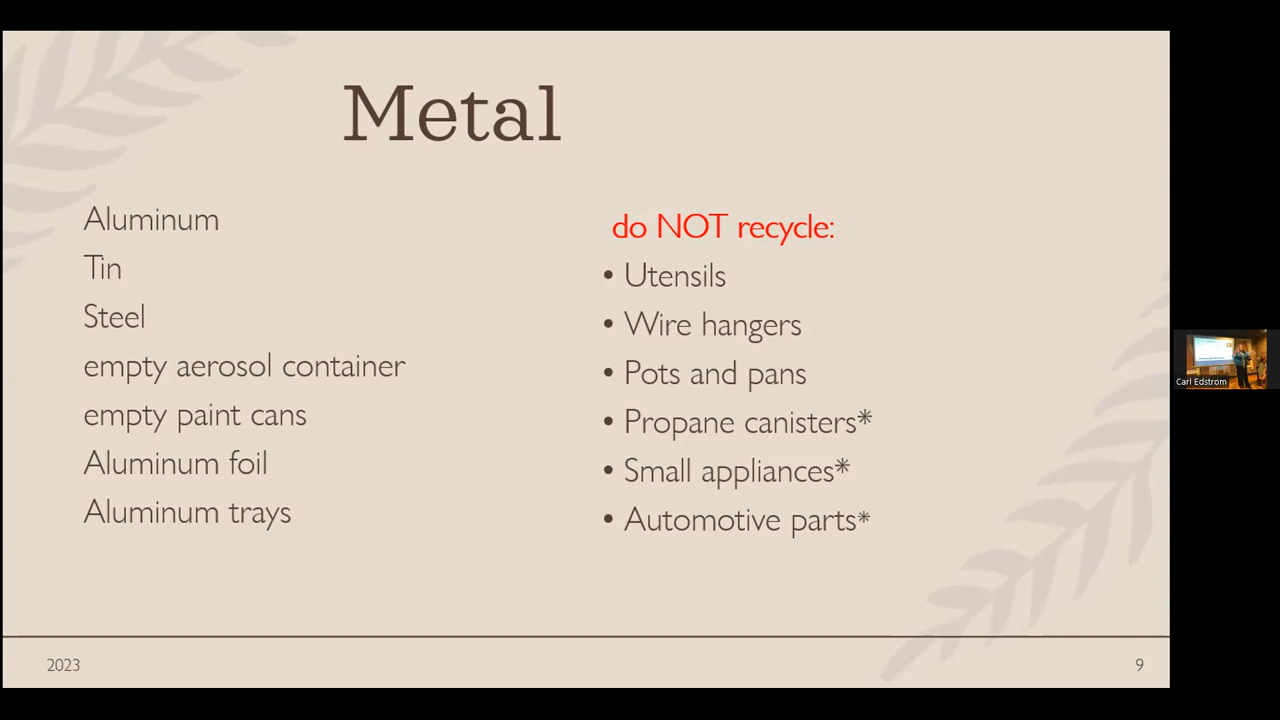 Metal
Aluminum
Tin
Steel
empty aerosol container
empty paint cans
Aluminum foil
Aluminum trays
do NOT recycle:
• Utensils
• Wire hangers
• Pots and pans
• Propane canisters*
• Small appliances*
• Automotive parts*
2023
9
Carl Edstrom